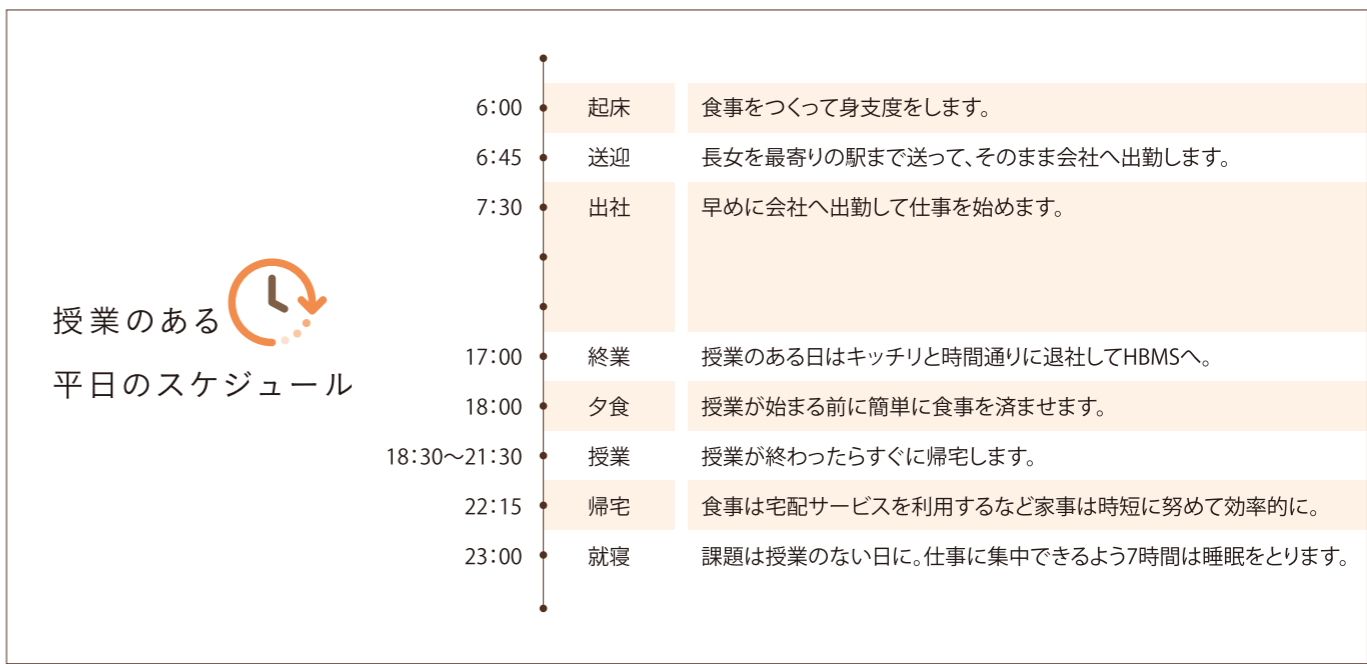 授業のある
平日のスケジュール
6：00 起床 食事をつくって身支度をします。
6：45 送迎 長女を最寄りの駅まで送って、そのまま会社へ出勤します。
7：30 出社 早めに会社へ出勤して仕事を始めます。
17：00 終業 授業のある日はキッチリと時間通りに退社してHBMSへ。
18：00 夕食 授業が始まる前に簡単に食事を済ませます。
18：30〜21：30 授業 授業が終わったらすぐに帰宅します。
22：15 帰宅 食事は宅配サービスを利用するなど家事は時短に努めて効率的に。
23：00 就寝 課題は授業のない日に。仕事に集中できるよう7時間は睡眠をとります。